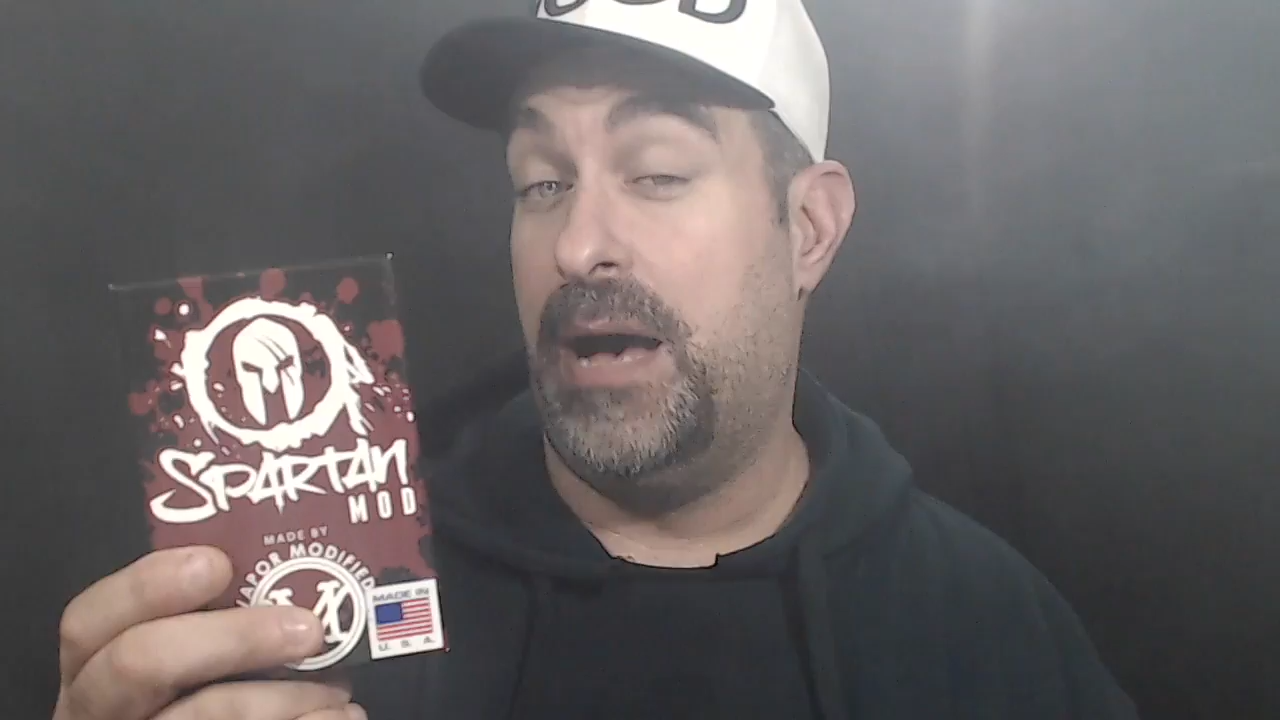 SPARTAN
MOD
MADE BY
VAPOR MODIFIED
MADE IN
U. S. A.